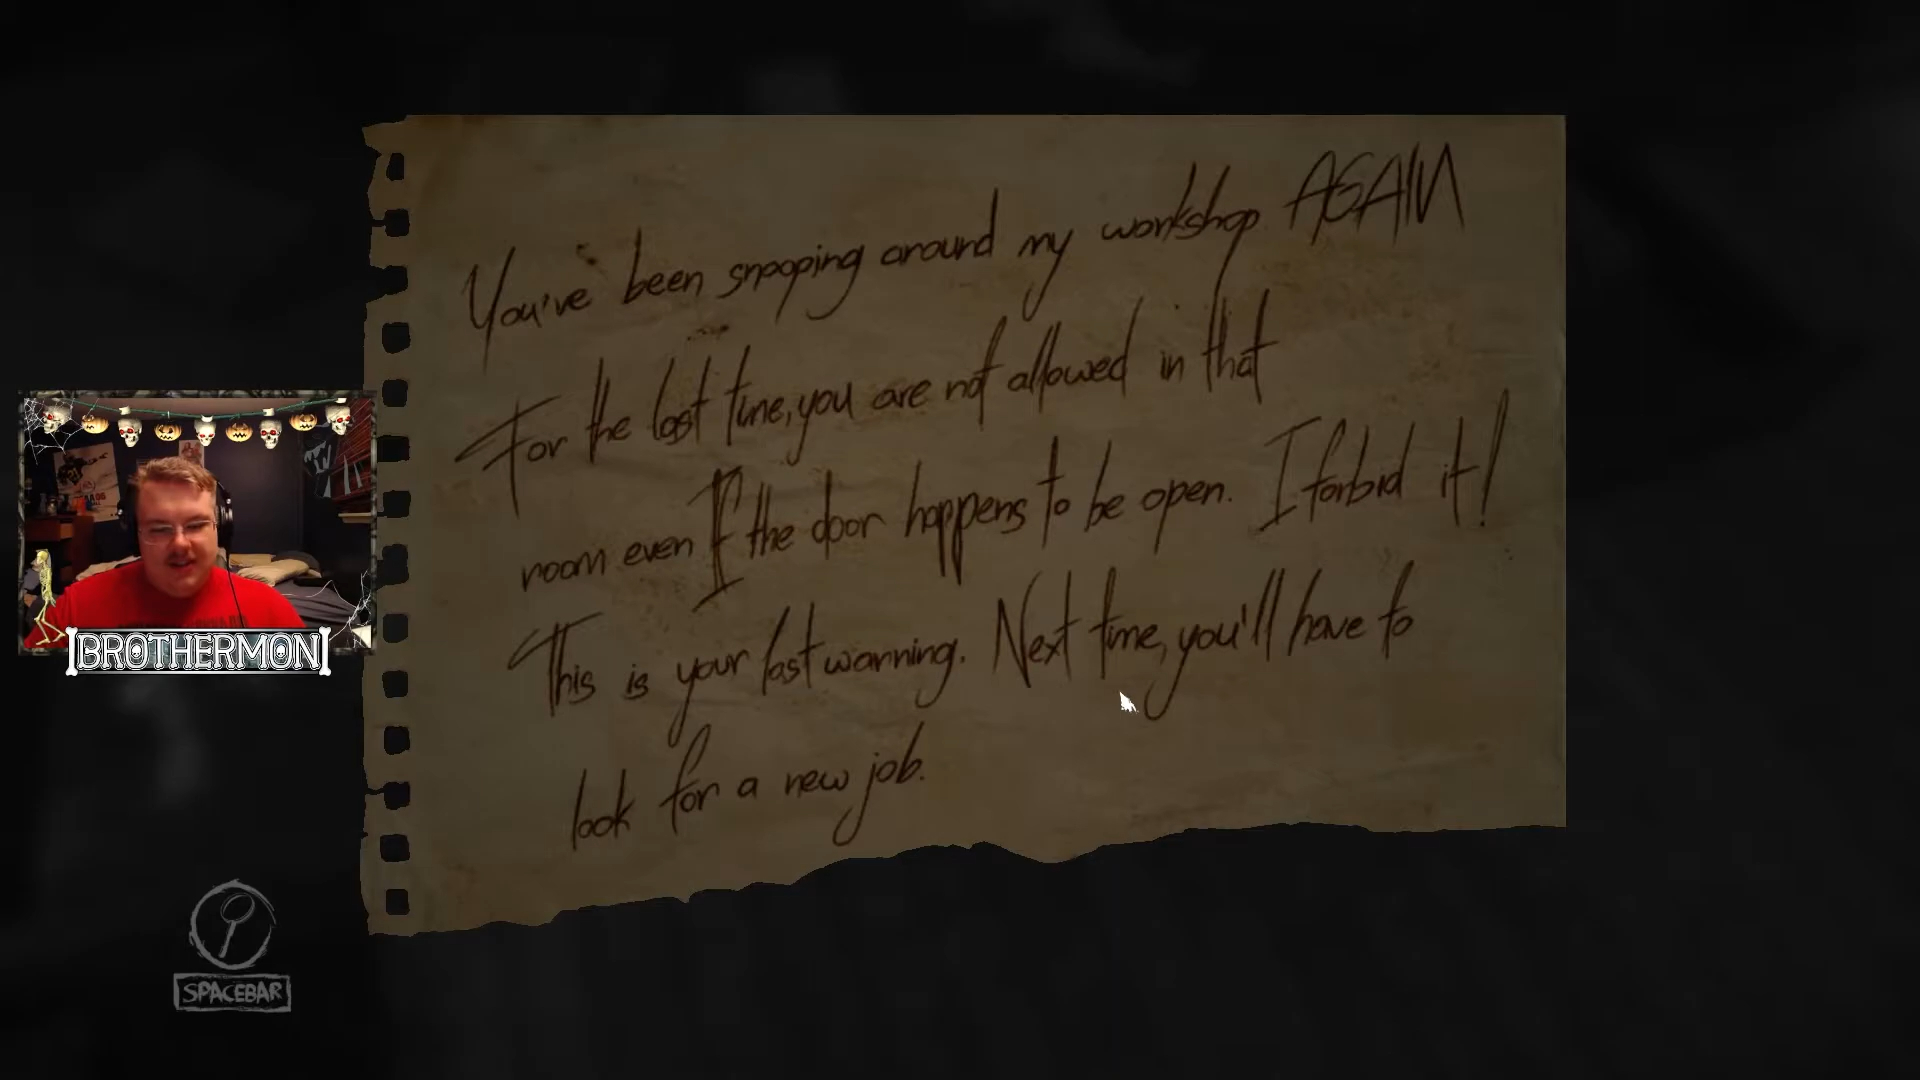 You've been snooping around my workshop AGAIN
For the last time, you are not allowed in that
room even If the door happens to be open. I forbid it!
This is your last warning. Next time, you'll have to
look for a new job.
BROTHERMON
SPACEBAR